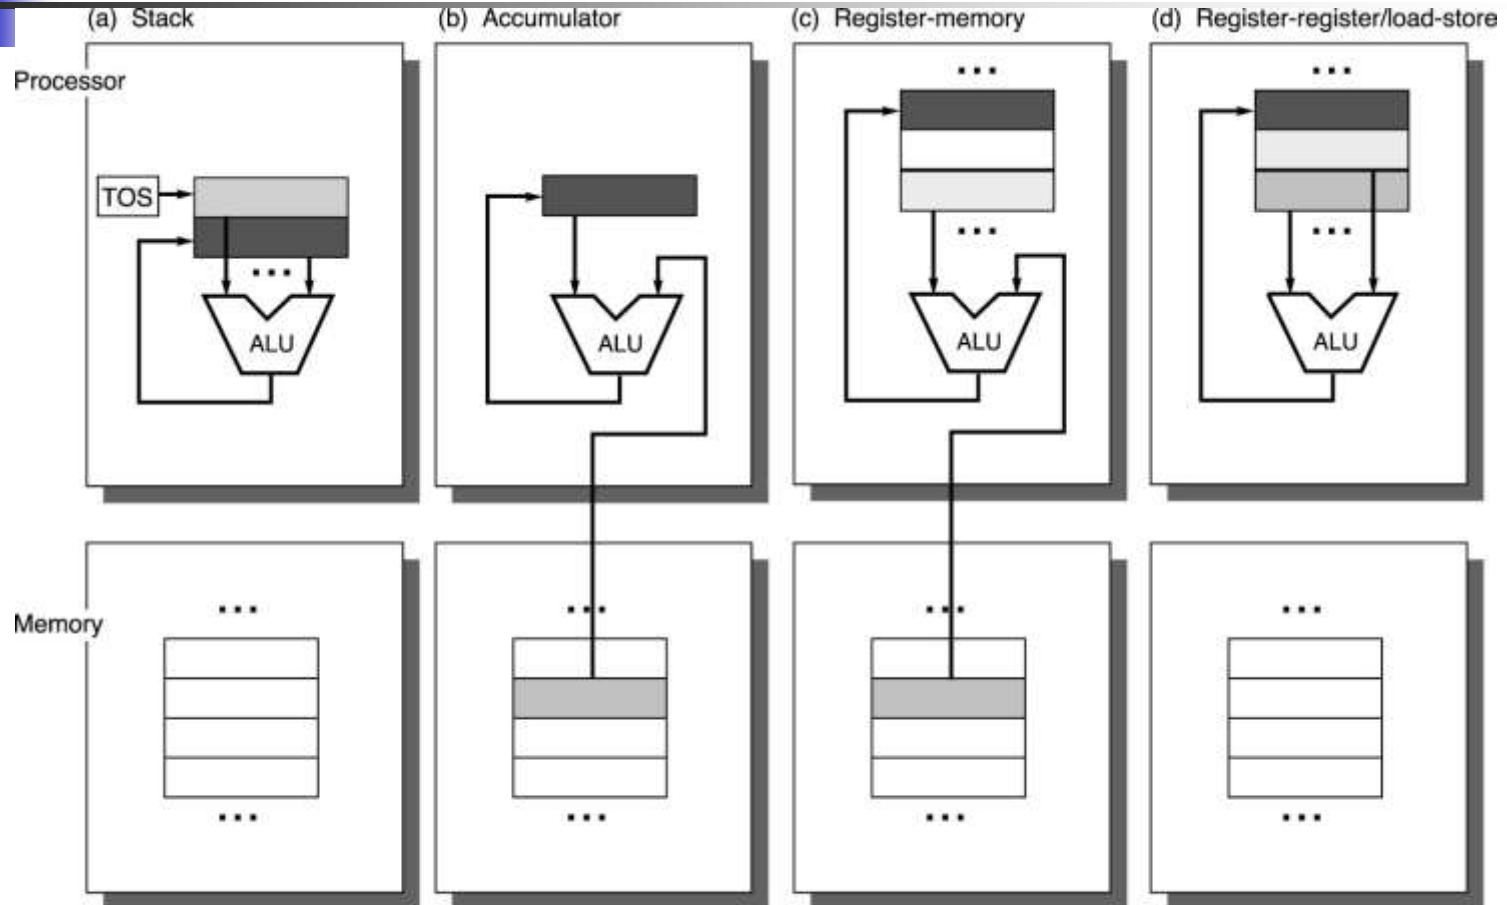 (a) Stack
(b) Accumulator
(c) Register-memory
(d) Register-register/load-store
Processor
...
...
TOS
...
...
...
ALU
ALU
ALU
ALU
Memory
...
...
...
...
...
...
...
...